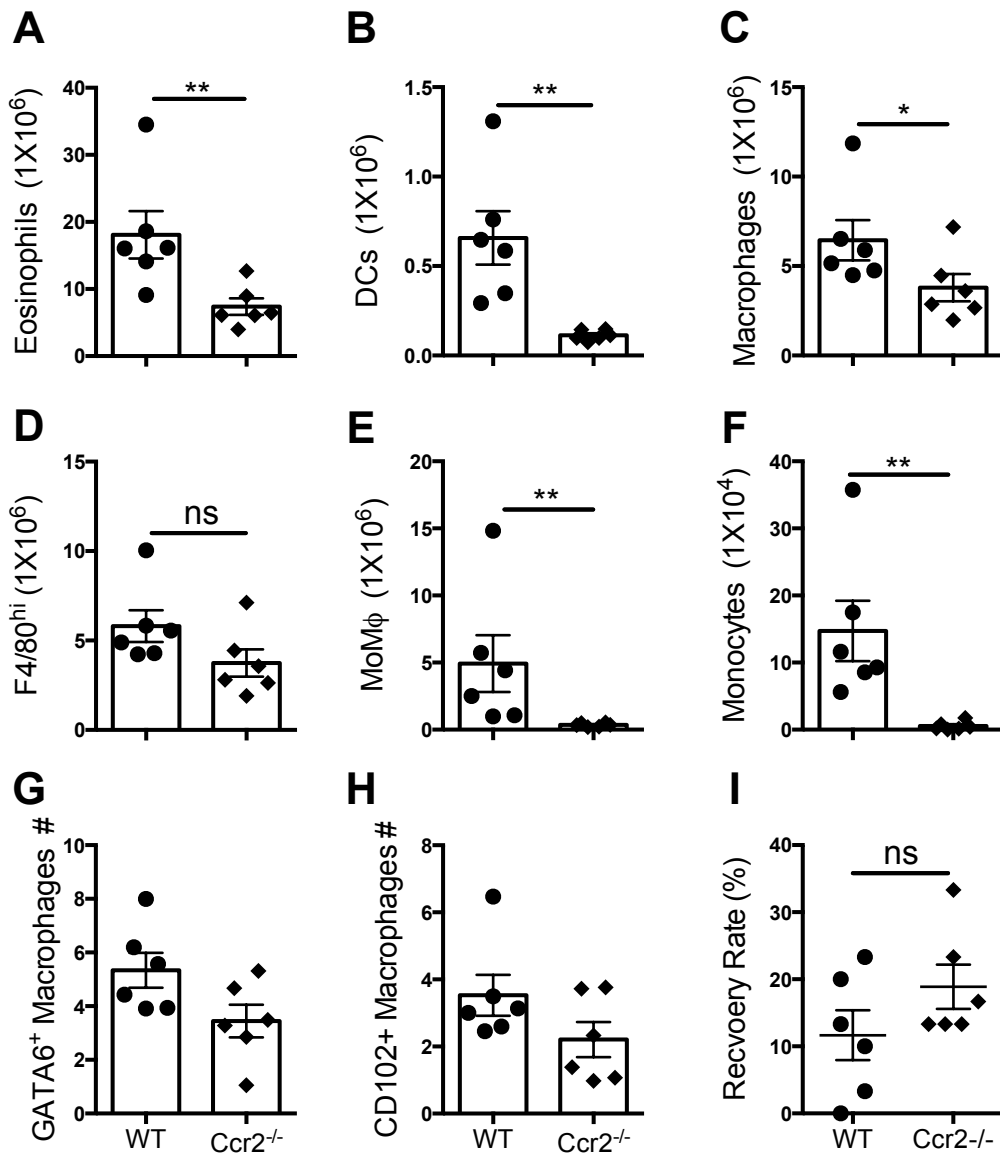 A
Eosinophils (1X10⁶)
40
30
20
10
0
**
B
DCs (1X10⁶)
1.5
1.0
0.5
0.0
**
C
Macrophages (1X10⁶)
15
10
5
0
*
D
F4/80ʰⁱ (1X10⁶)
15
10
5
0
ns
E
MoMϕ (1X10⁶)
20
15
10
5
0
**
F
Monocytes (1X10⁴)
40
30
20
10
0
**
G
GATA6⁺ Macrophages #
10
8
6
4
2
0
WT
Ccr2⁻/⁻
H
CD102+ Macrophages #
8
6
4
2
0
WT
Ccr2⁻/⁻
I
Recvoery Rate (%)
40
30
20
10
0
ns
WT
Ccr2-/-